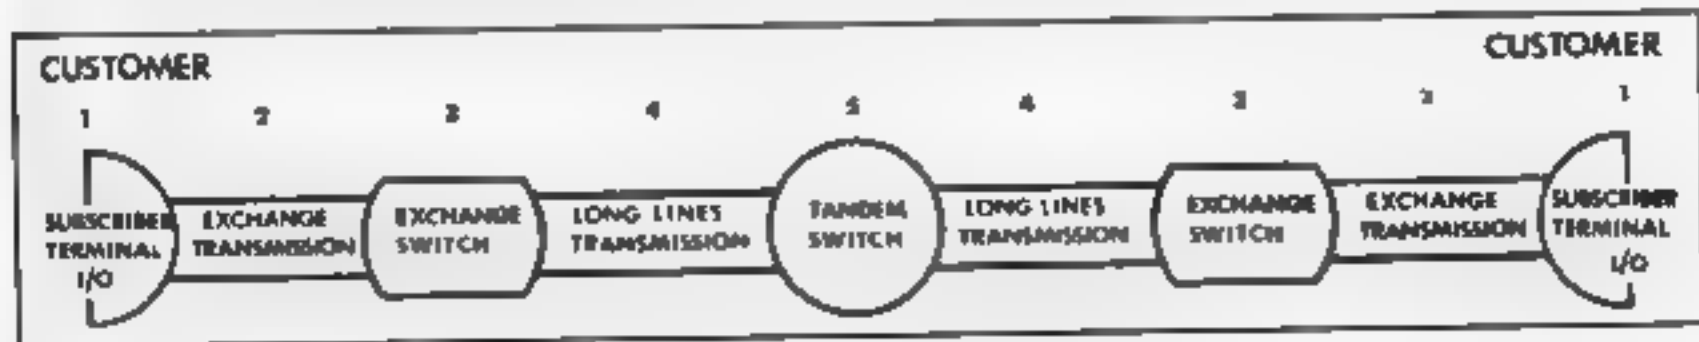 CUSTOMER
CUSTOMER
1 2 3 4 5 4 3 2 1
SUBSCRIBER
TERMINAL
I/O
EXCHANGE
TRANSMISSION
EXCHANGE
SWITCH
LONG LINES
TRANSMISSION
TANDEM
SWITCH
LONG LINES
TRANSMISSION
EXCHANGE
SWITCH
EXCHANGE
TRANSMISSION
SUBSCRIBER
TERMINAL
I/O